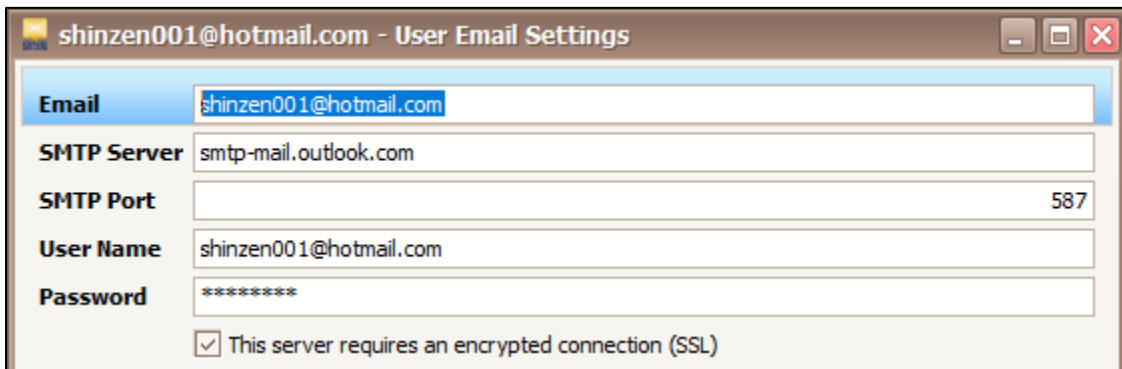 shinzen001@hotmail.com - User Email Settings
Email shinzen001@hotmail.com
SMTP Server smtp-mail.outlook.com
SMTP Port 587
User Name shinzen001@hotmail.com
Password ********
This server requires an encrypted connection (SSL)